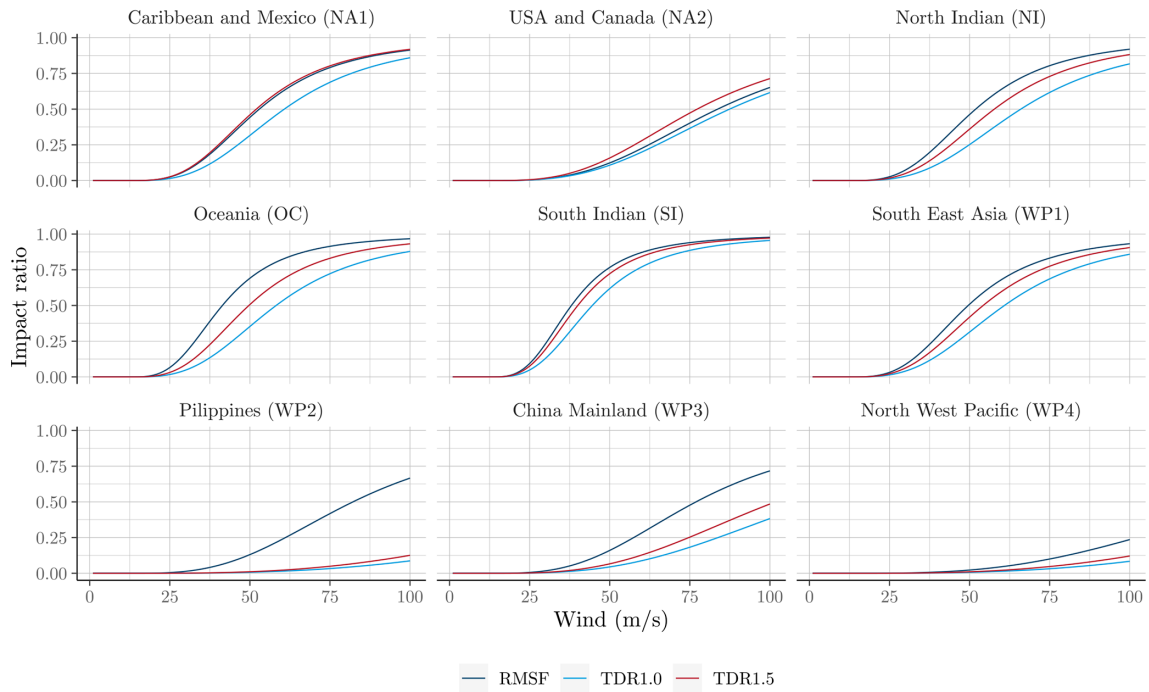 Caribbean and Mexico (NA1) USA and Canada (NA2) North Indian (NI)
1.00
0.75
0.50
0.25
0.00
Oceania (OC) South Indian (SI) South East Asia (WP1)
1.00
0.75
0.50
0.25
0.00
Impact ratio
Pilippines (WP2) China Mainland (WP3) North West Pacific (WP4)
1.00
0.75
0.50
0.25
0.00
0 25 50 75 100 0 25 50 75 100 0 25 50 75 100
Wind (m/s)
RMSF TDR1.0 TDR1.5